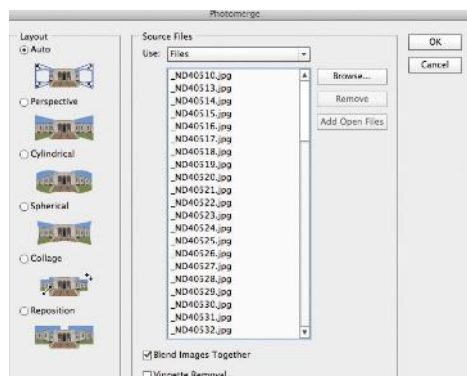 Photomerge
Layout
Auto
Perspective
Cylindrical
Spherical
Collage
Reposition
Source Files
Use: Files
_ND40510.jpg
_ND40513.jpg
_ND40514.jpg
_ND40515.jpg
_ND40516.jpg
_ND40517.jpg
_ND40518.jpg
_ND40519.jpg
_ND40520.jpg
_ND40521.jpg
_ND40522.jpg
_ND40523.jpg
_ND40524.jpg
_ND40525.jpg
_ND40526.jpg
_ND40527.jpg
_ND40528.jpg
_ND40529.jpg
_ND40530.jpg
_ND40531.jpg
_ND40532.jpg
Blend Images Together
Vignette Removal
Browse...
Remove
Add Open Files
OK
Cancel